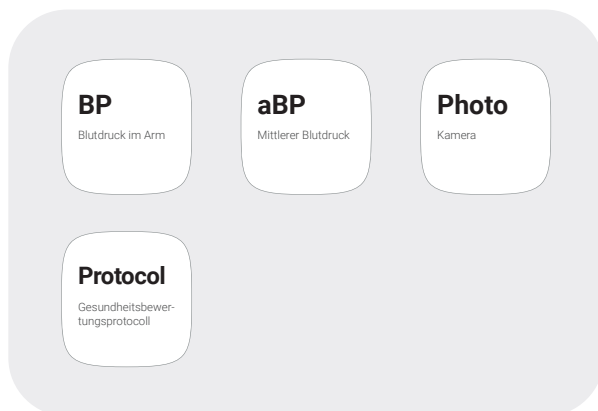 BP
Blutdruck im Arm
aBP
Mittlerer Blutdruck
Photo
Kamera
Protocol
Gesundheitsbewer-
tungsprotocoll